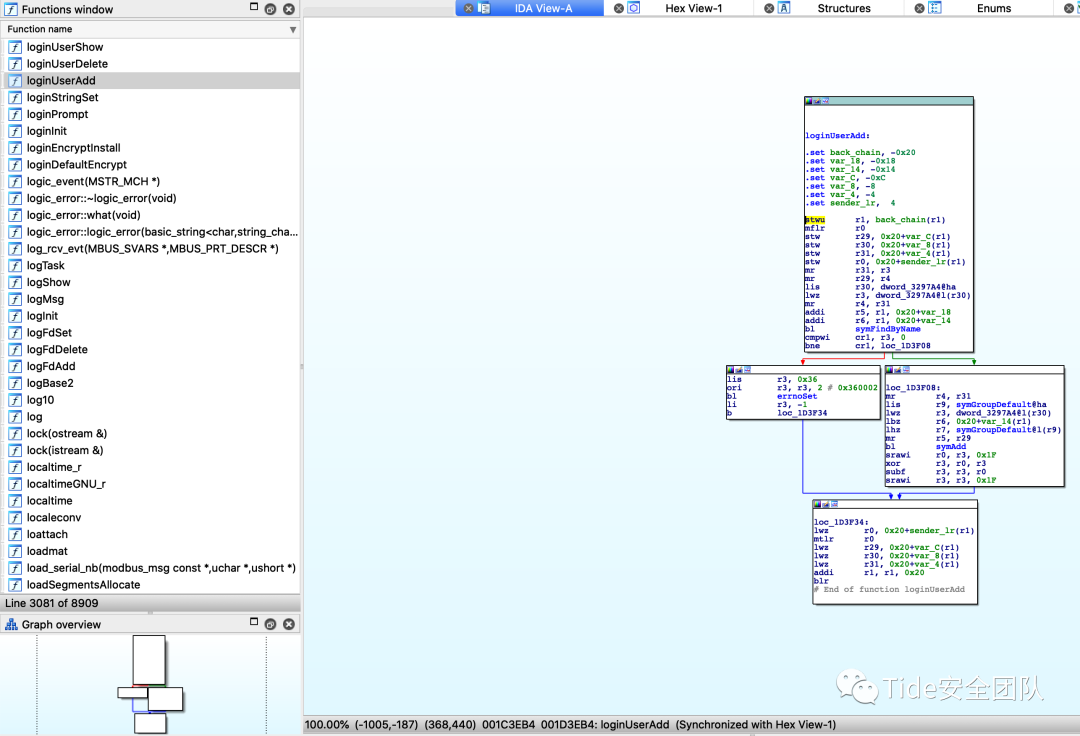 Functions window
Function name
loginUserShow
loginUserDelete
loginUserAdd
loginStringSet
loginPrompt
loginInit
loginEncryptInstall
loginDefaultEncrypt
logic_event(MSTR_MCH *)
logic_error::~logic_error(void)
logic_error::what(void)
logic_error::logic_error(basic_string<char,string_cha...
log_rcv_evt(MBUS_SVARS *,MBUS_PRT_DESCR *)
logTask
logShow
logMsg
logInit
logFdSet
logFdDelete
logFdAdd
logBase2
log10
log
lock(ostream &)
lock(istream &)
localtime_r
localtimeGNU_r
localtime
localeconv
loattach
loadmat
load_serial_nb(modbus_msg const *,uchar *,ushort *)
loadSegmentsAllocate
Line 3081 of 8909
Graph overview
IDA View-A
Hex View-1
Structures
Enums
loginUserAdd:
.set back_chain, -0x20
.set var_18, -0x18
.set var_14, -0x14
.set var_C, -0xC
.set var_8, -8
.set var_4, -4
.set sender_lr, 4
stwu r1, back_chain(r1)
mflr r0
stw r29, 0x20+var_C(r1)
stw r30, 0x20+var_8(r1)
stw r31, 0x20+var_4(r1)
stw r0, 0x20+sender_lr(r1)
mr r31, r3
mr r29, r4
lis r30, dword_3297A4@ha
lwz r3, dword_3297A4@l(r30)
mr r4, r31
addi r5, r1, 0x20+var_18
addi r6, r1, 0x20+var_14
bl symFindByName
cmpwi cr1, r3, 0
bne cr1, loc_1D3F08
lis r3, 0x36
ori r3, r3, 2 # 0x360002
bl errnoSet
li r3, -1
b loc_1D3F34
loc_1D3F08:
mr r4, r31
lis r9, symGroupDefault@ha
lwz r3, dword_3297A4@l(r30)
lbz r6, 0x20+var_14(r1)
lhz r7, symGroupDefault@l(r9)
mr r5, r29
bl symAdd
srawi r0, r3, 0x1F
xor r3, r0, r3
subf r3, r3, r0
srawi r3, r3, 0x1F
loc_1D3F34:
lwz r0, 0x20+sender_lr(r1)
mtlr r0
lwz r29, 0x20+var_C(r1)
lwz r30, 0x20+var_8(r1)
lwz r31, 0x20+var_4(r1)
addi r1, r1, 0x20
blr
# End of function loginUserAdd
Tide安全团队
100.00% (-1005,-187) (368,440) 001C3EB4 001D3EB4: loginUserAdd (Synchronized with Hex View-1)